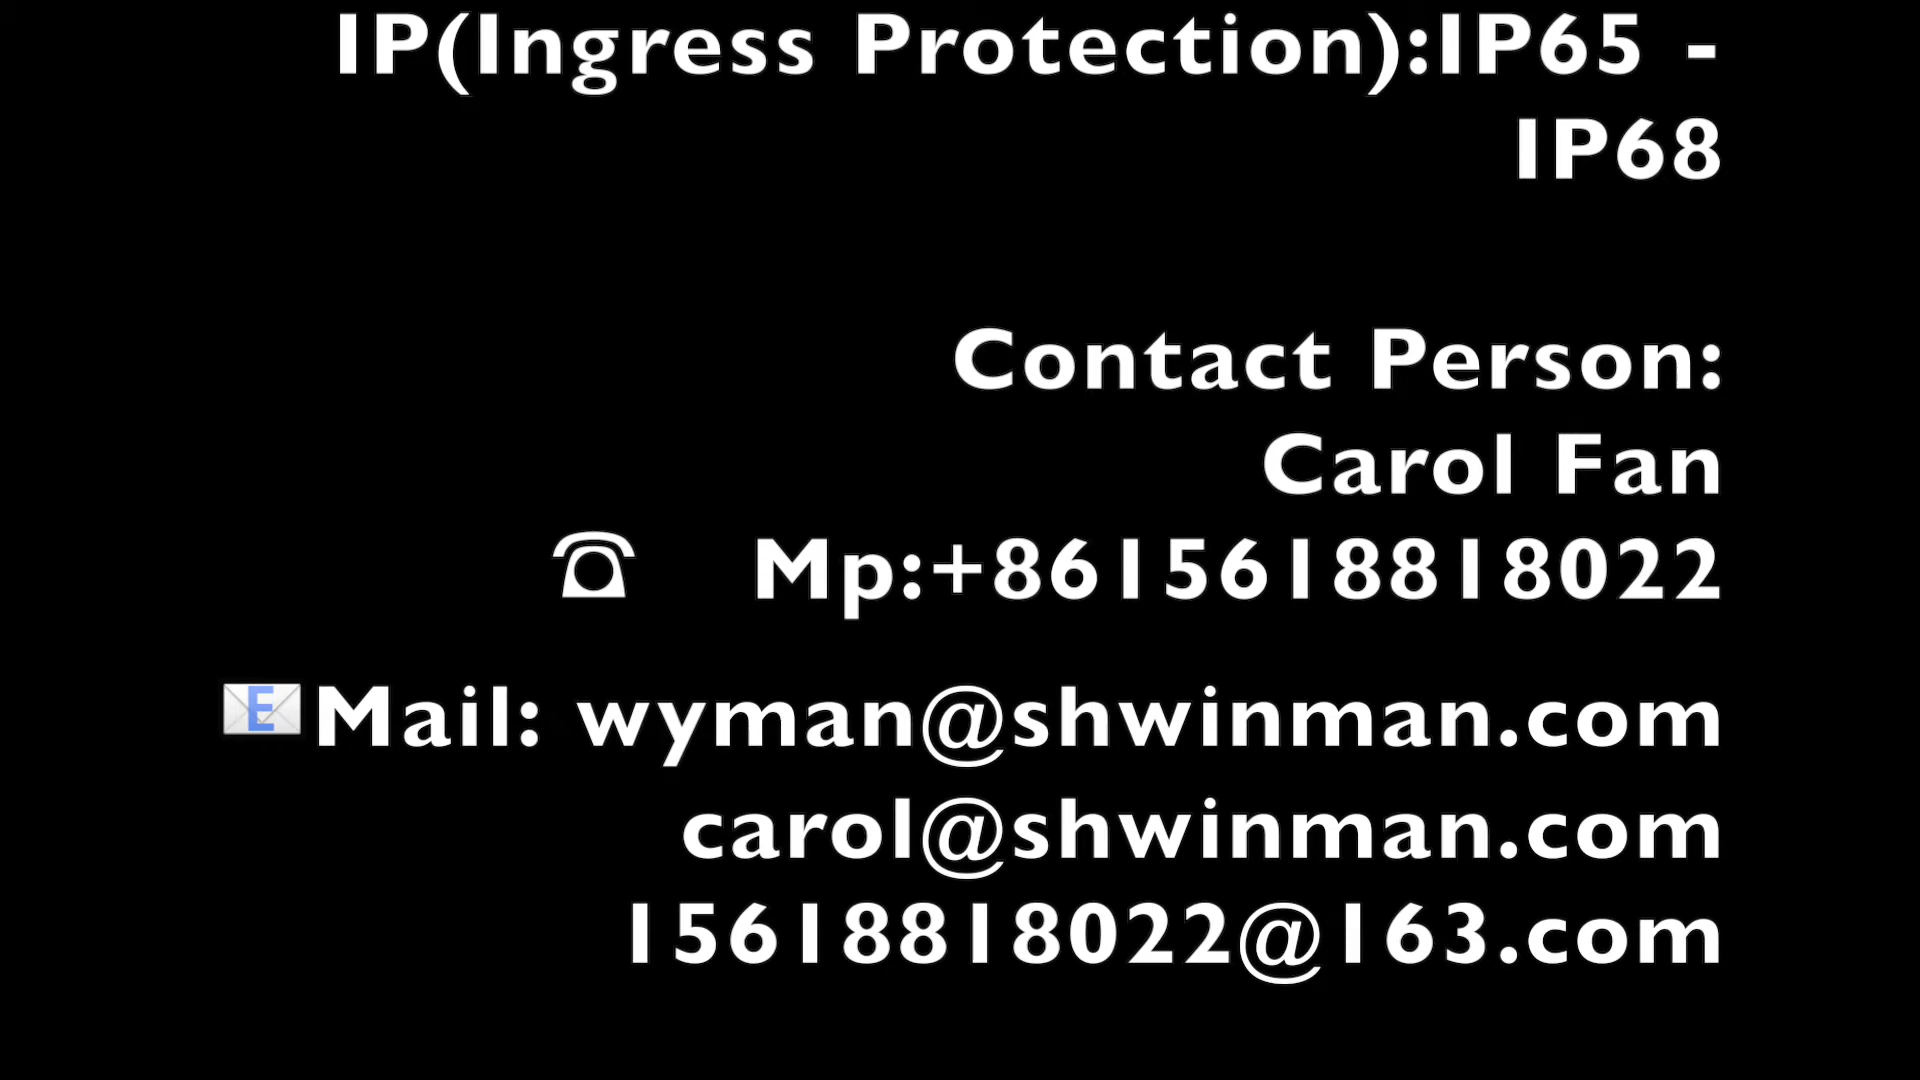 IP(Ingress Protection):IP65 -
IP68
Contact Person:
Carol Fan
☎ Mp:+8615618818022
📧Mail: wyman@shwinman.com
carol@shwinman.com
15618818022@163.com